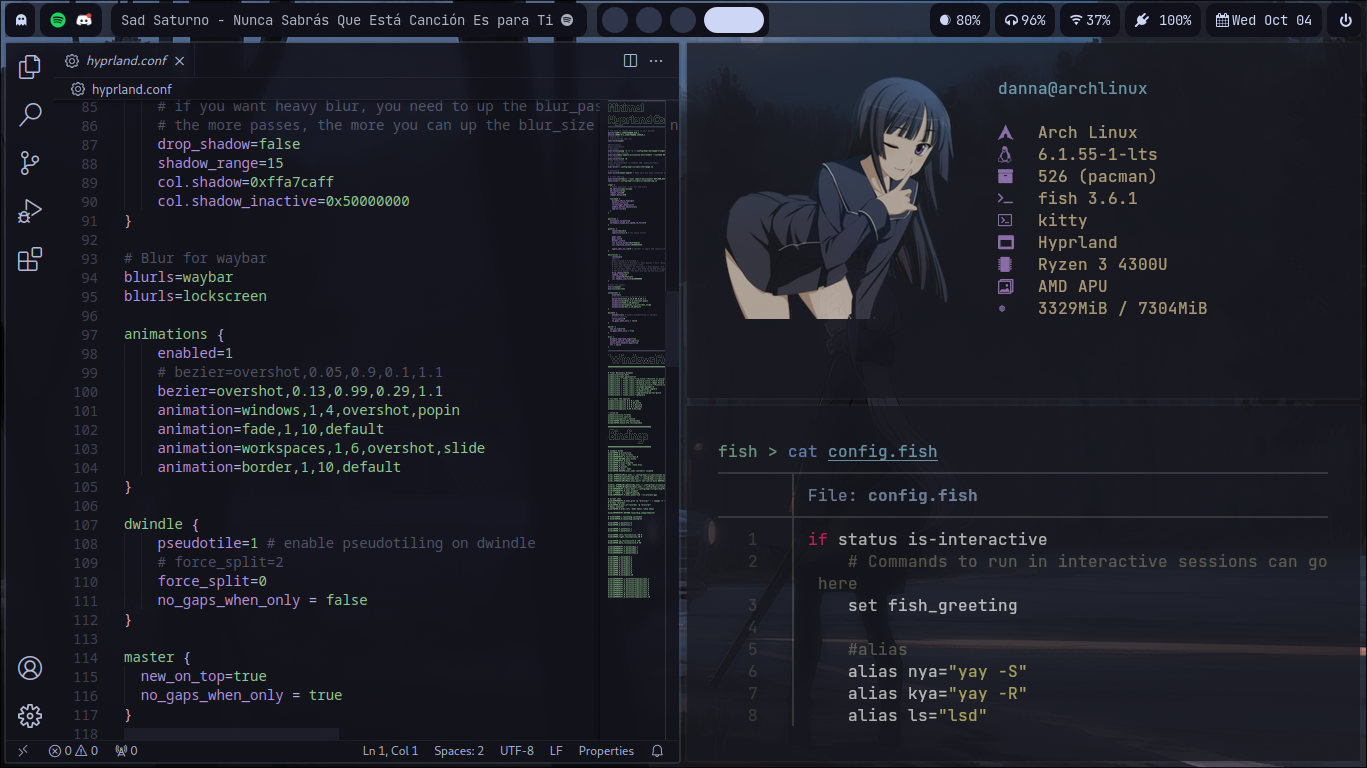 Sad Saturno - Nunca Sabrás Que Está Canción Es para Ti
80%
96%
37%
100%
Wed Oct 04
hyprland.conf
hyprland.conf
85 # if you want heavy blur, you need to up the blur_pas
86 # the more passes, the more you can up the blur_size n
87 drop_shadow=false
88 shadow_range=15
89 col.shadow=0xffa7caff
90 col.shadow_inactive=0x50000000
91 }
92
93 # Blur for waybar
94 blurls=waybar
95 blurls=lockscreen
96
97 animations {
98 enabled=1
99 # bezier=overshot,0.05,0.9,0.1,1.1
100 bezier=overshot,0.13,0.99,0.29,1.1
101 animation=windows,1,4,overshot,popin
102 animation=fade,1,10,default
103 animation=workspaces,1,6,overshot,slide
104 animation=border,1,10,default
105 }
106
107 dwindle {
108 pseudotile=1 # enable pseudotiling on dwindle
109 # force_split=2
110 force_split=0
111 no_gaps_when_only = false
112 }
113
114 master {
115 new_on_top=true
116 no_gaps_when_only = true
117 }
118
Minimal
Hyprland Co
Windows R
Bindings
0 0 0
Ln 1, Col 1
Spaces: 2
UTF-8
LF
Properties
danna@archlinux
Arch Linux
6.1.55-1-lts
526 (pacman)
fish 3.6.1
kitty
Hyprland
Ryzen 3 4300U
AMD APU
3329MiB / 7304MiB
fish > cat config.fish
File: config.fish
1 if status is-interactive
2 # Commands to run in interactive sessions can go
here
3 set fish_greeting
4
5 #alias
6 alias nya="yay -S"
7 alias kya="yay -R"
8 alias ls="lsd"